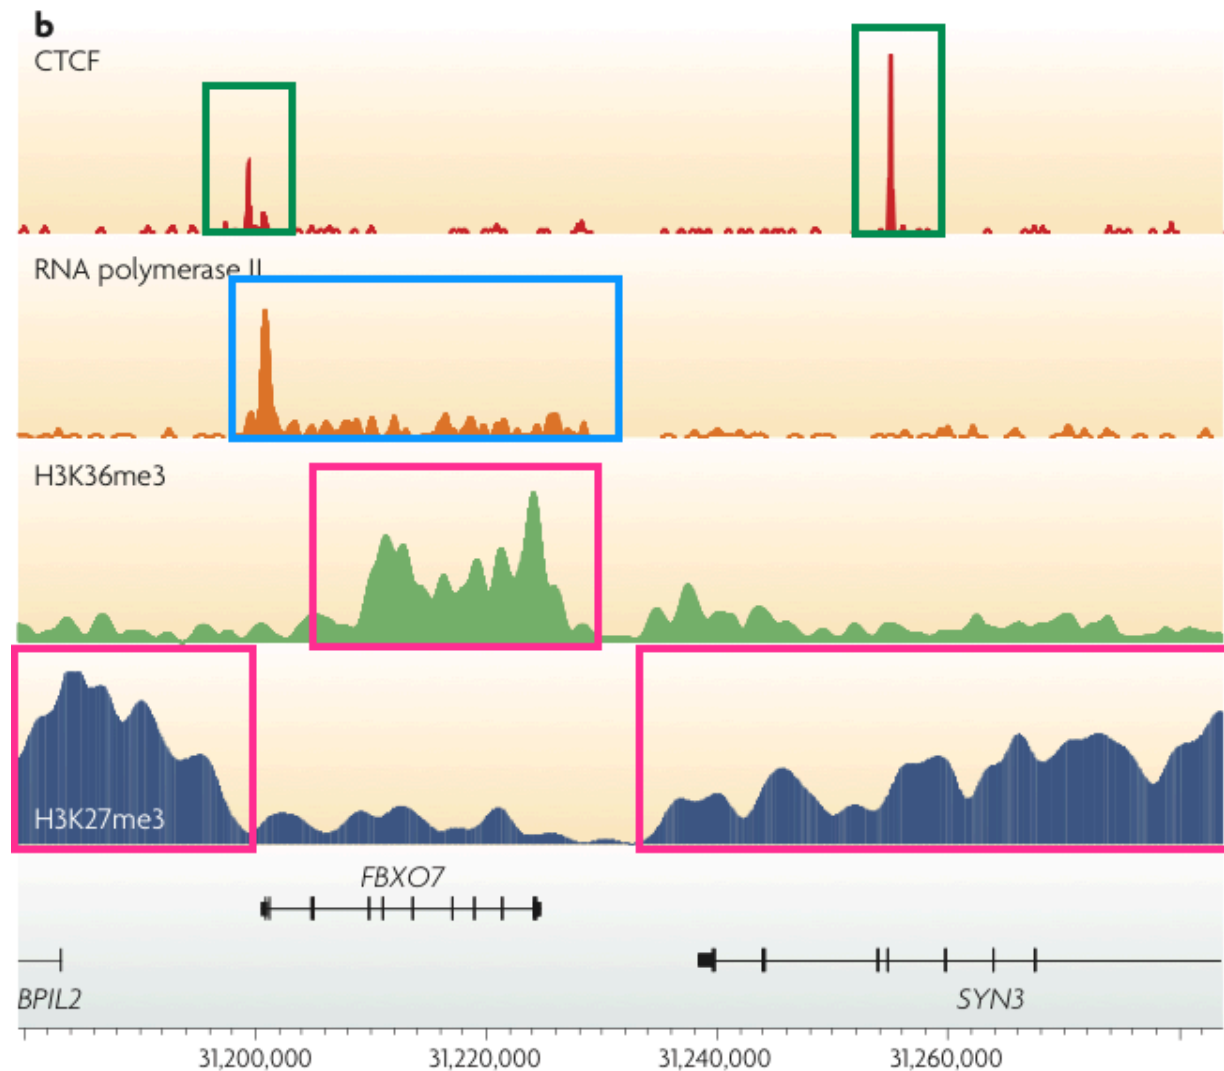 b
CTCF
RNA polymerase II
H3K36me3
H3K27me3
FBXO7
BPIL2
SYN3
31,200,000 31,220,000 31,240,000 31,260,000